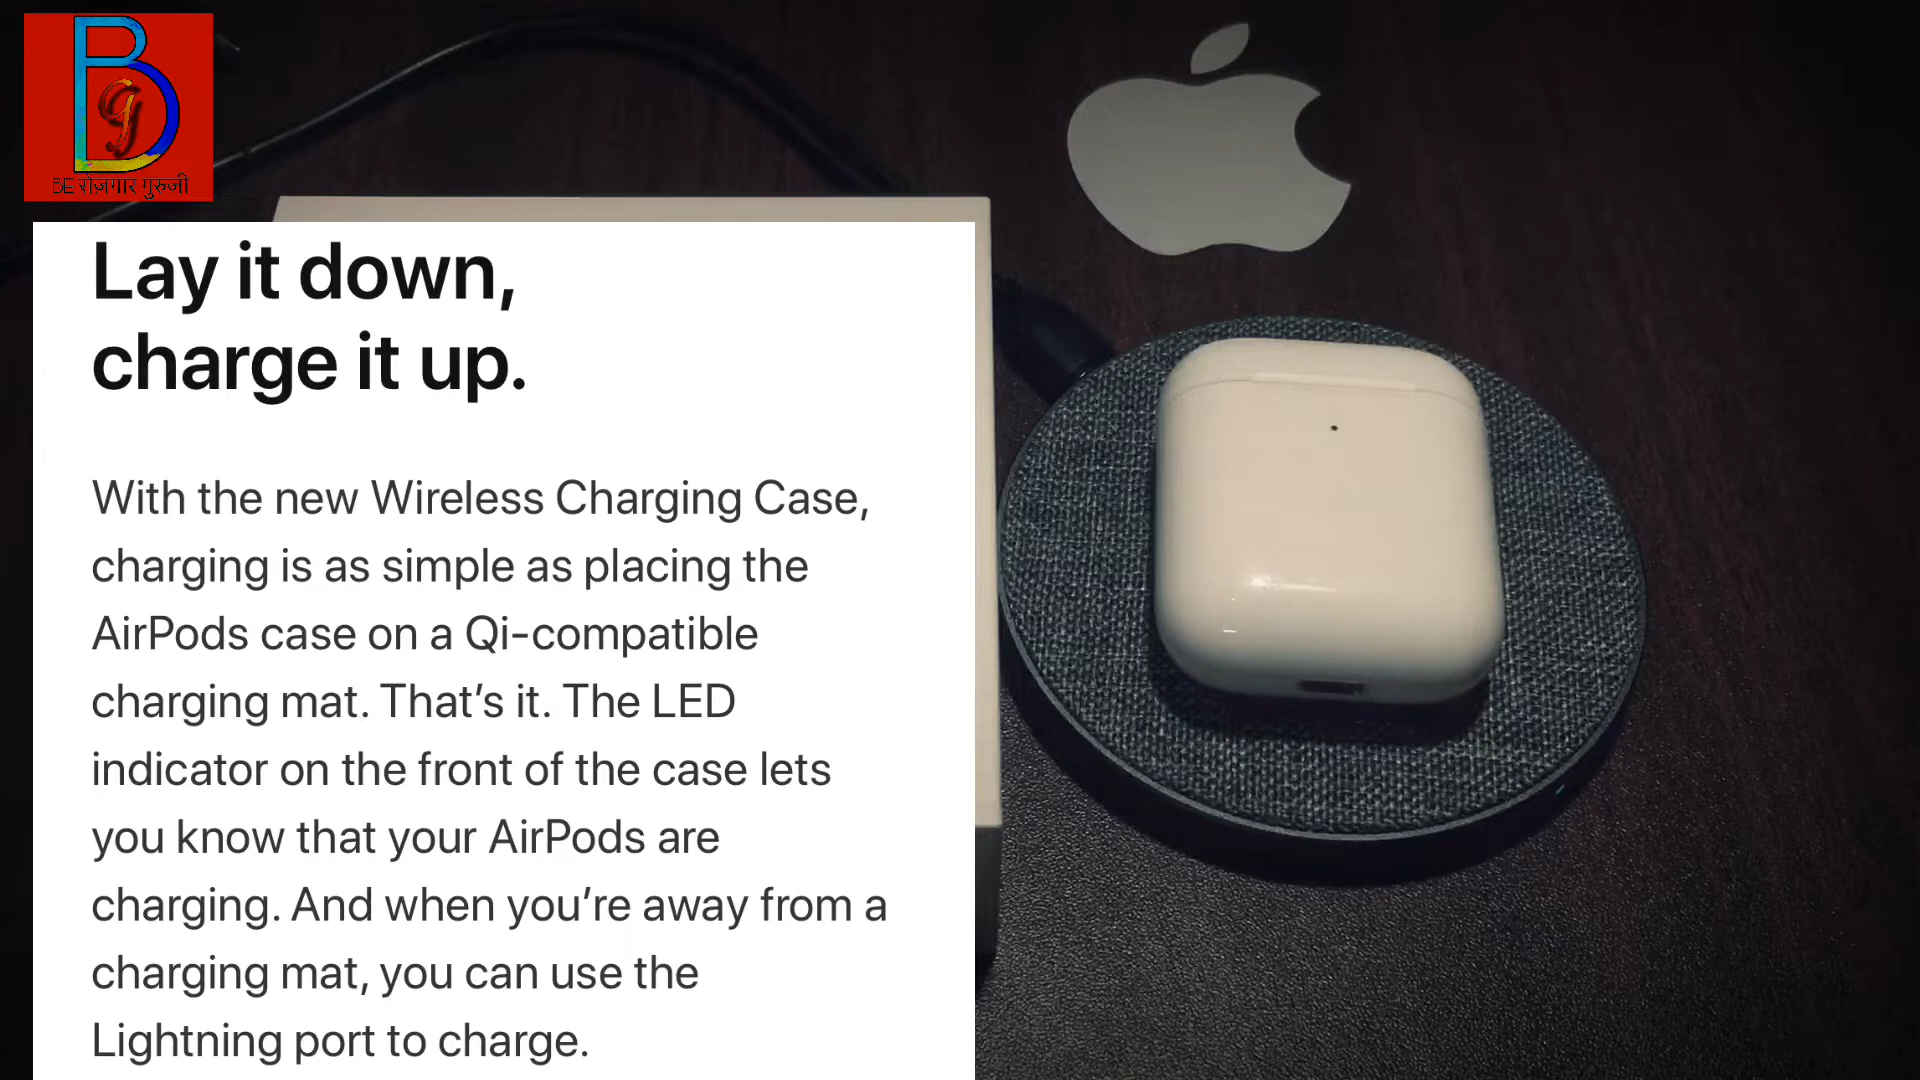 BE रोज़गार गुरुजी
Lay it down,
charge it up.
With the new Wireless Charging Case,
charging is as simple as placing the
AirPods case on a Qi-compatible
charging mat. That’s it. The LED
indicator on the front of the case lets
you know that your AirPods are
charging. And when you’re away from a
charging mat, you can use the
Lightning port to charge.